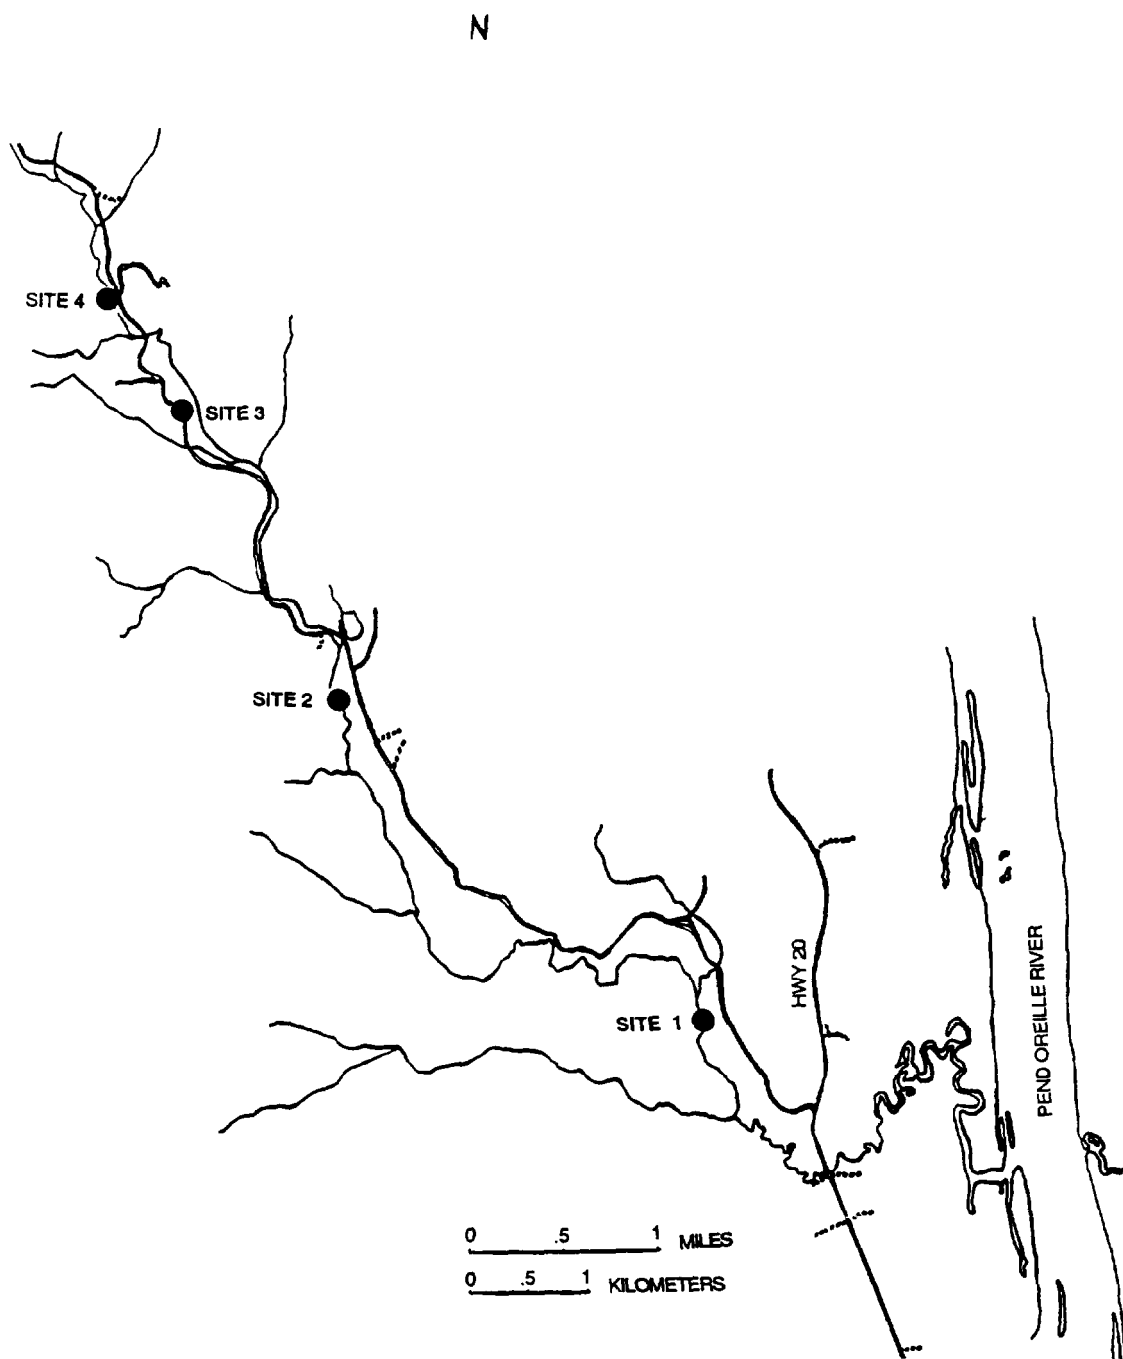 N
SITE 4
SITE 3
SITE 2
HWY 20
PEND OREILLE RIVER
SITE 1
0 .5 1 MILES
0 .5 1 KILOMETERS